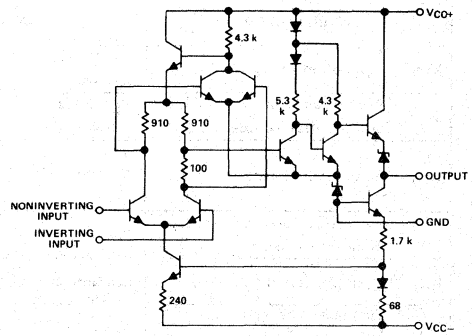 VCC+
4.3 k
5.3 k
4.3 k
910
910
100
OUTPUT
NONINVERTING INPUT
GND
INVERTING INPUT
1.7 k
240
68
VCC−